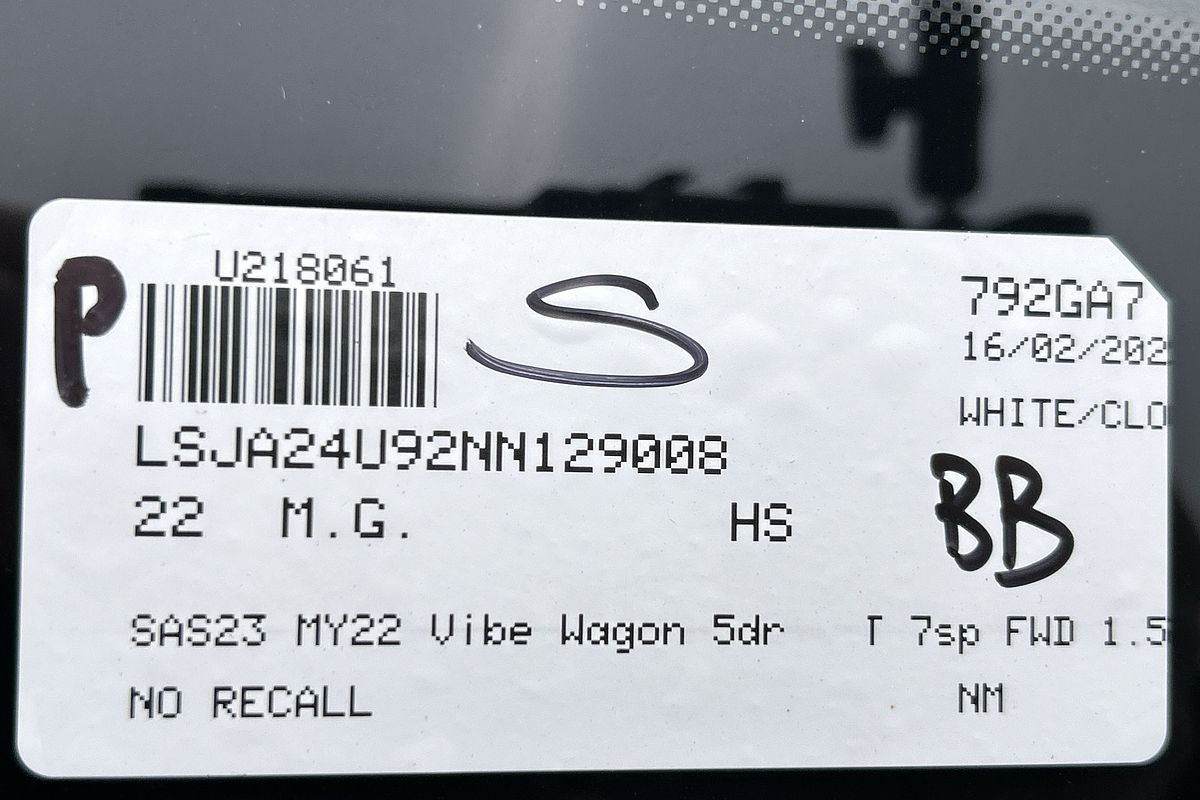 U218061
P
S
792GA7
16/02/202
WHITE/CLO
LSJA24U92NN129008
22 M.G. HS
BB
SAS23 MY22 Vibe Wagon 5dr T 7sp FWD 1.5
NO RECALL NM